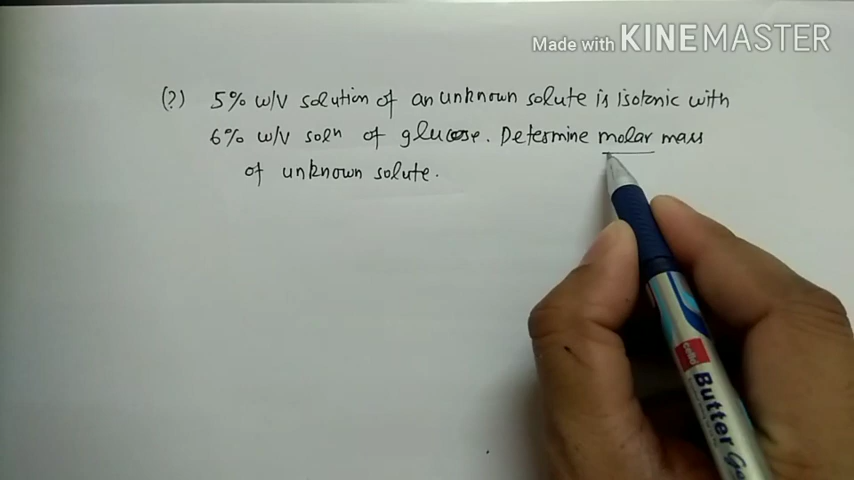 Made with KINEMASTER
(?) 5% w/v solution of an unknown solute is isotonic with
6% w/v soln of glucose. Determine molar mass
of unknown solute.
cello Butter